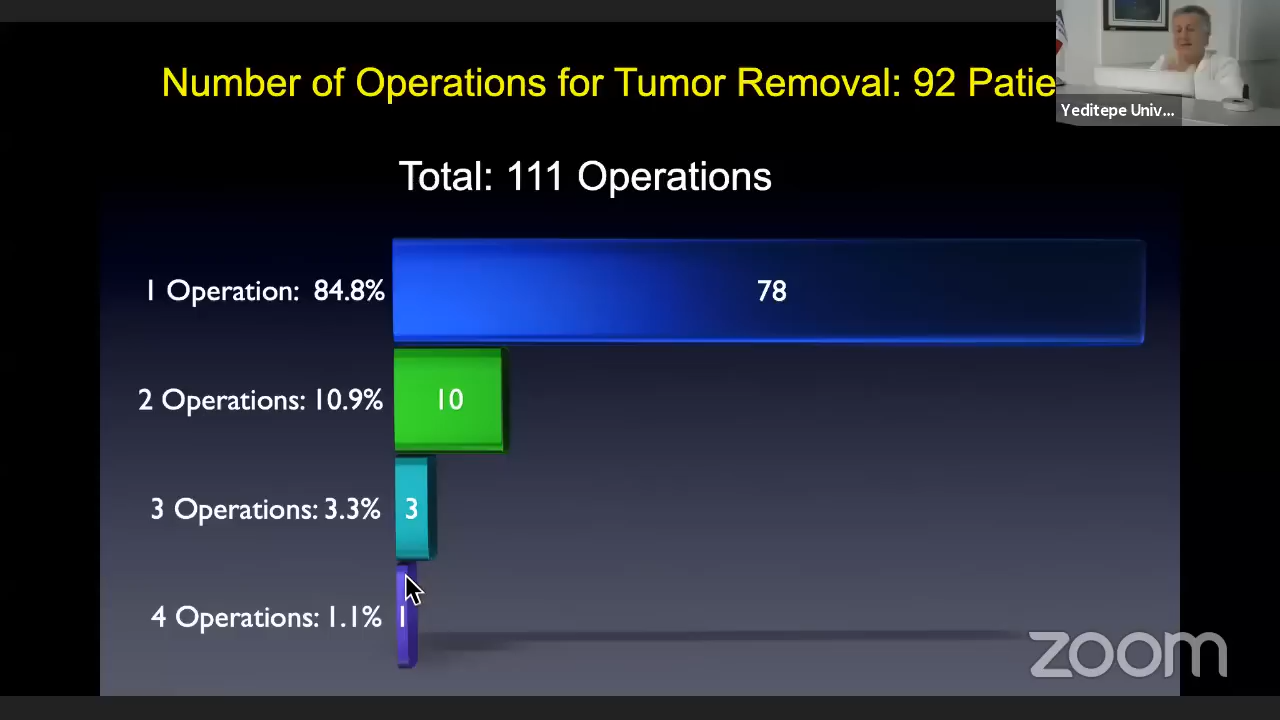 Number of Operations for Tumor Removal: 92 Patie
Yeditepe Univ...
Total: 111 Operations
1 Operation: 84.8%
78
2 Operations: 10.9%
10
3 Operations: 3.3%
3
4 Operations: 1.1%
1
zoom